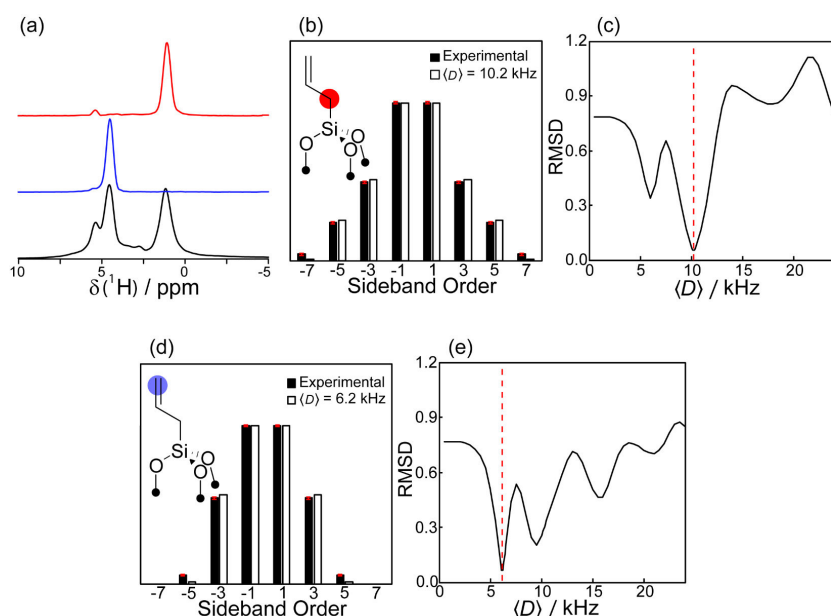 (a)
10 5 0 -5
δ(¹H) / ppm
(b)
Experimental
⟨D⟩ = 10.2 kHz
Si
O O
O
-7 -5 -3 -1 1 3 5 7
Sideband Order
(c)
1.2
0.9
0.6
0.3
0.0
RMSD
0 5 10 15 20
⟨D⟩ / kHz
(d)
Experimental
⟨D⟩ = 6.2 kHz
Si
O O
O
-7 -5 -3 -1 1 3 5 7
Sideband Order
(e)
1.2
0.9
0.6
0.3
0.0
RMSD
0 5 10 15 20
⟨D⟩ / kHz